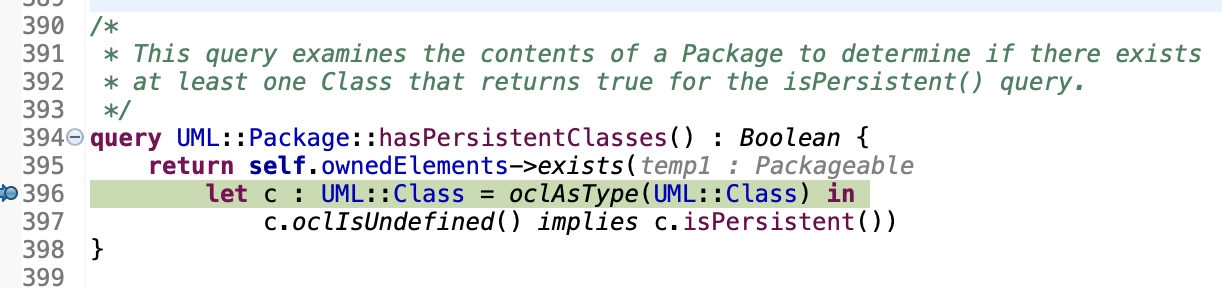 390 /*
391  * This query examines the contents of a Package to determine if there exists
392  * at least one Class that returns true for the isPersistent() query.
393  */
394 query UML::Package::hasPersistentClasses() : Boolean {
395     return self.ownedElements->exists(temp1 : Packageable
396         let c : UML::Class = oclAsType(UML::Class) in
397             c.oclIsUndefined() implies c.isPersistent())
398 }
399